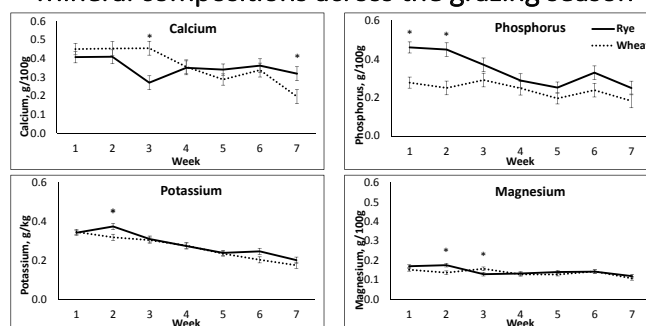 mineral compositions across the grazing season
Calcium
Calcium, g/100g
0.6
0.5
0.4
0.3
0.2
0.1
0.0
*
*
1 2 3 4 5 6 7
Week
Phosphorus
Rye
Wheat
Phosphorus, g/100g
0.6
0.4
0.2
0.0
*
*
1 2 3 4 5 6 7
Week
Potassium
Potassium, g/kg
0.6
0.4
0.2
0.0
*
1 2 3 4 5 6 7
Week
Magnesium
Magnesium, g/100g
0.6
0.5
0.4
0.3
0.2
0.1
0.0
*
*
1 2 3 4 5 6 7
Week